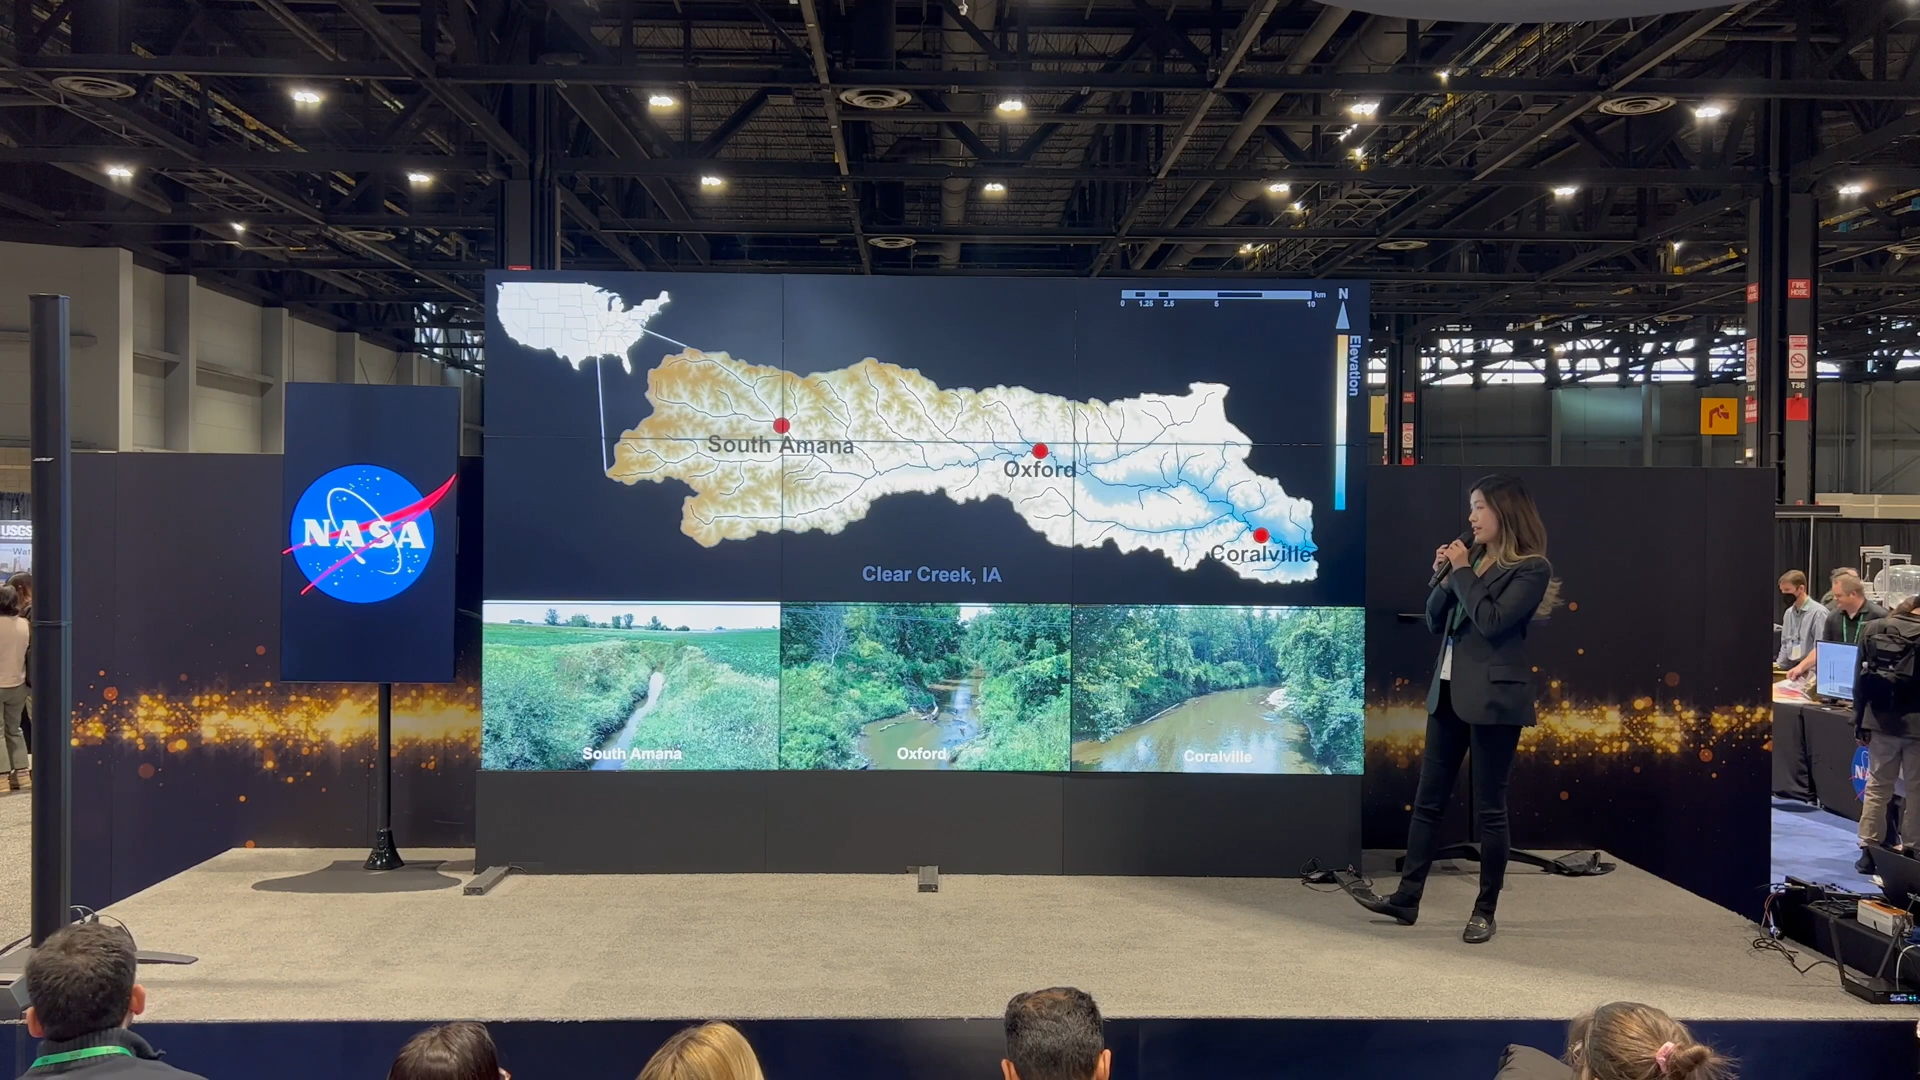 0 1.25 2.5 5 10 km
N
Elevation
South Amana
Oxford
Coralville
Clear Creek, IA
South Amana
Oxford
Coralville
NASA
USGS
FIRE
HOSE
T36